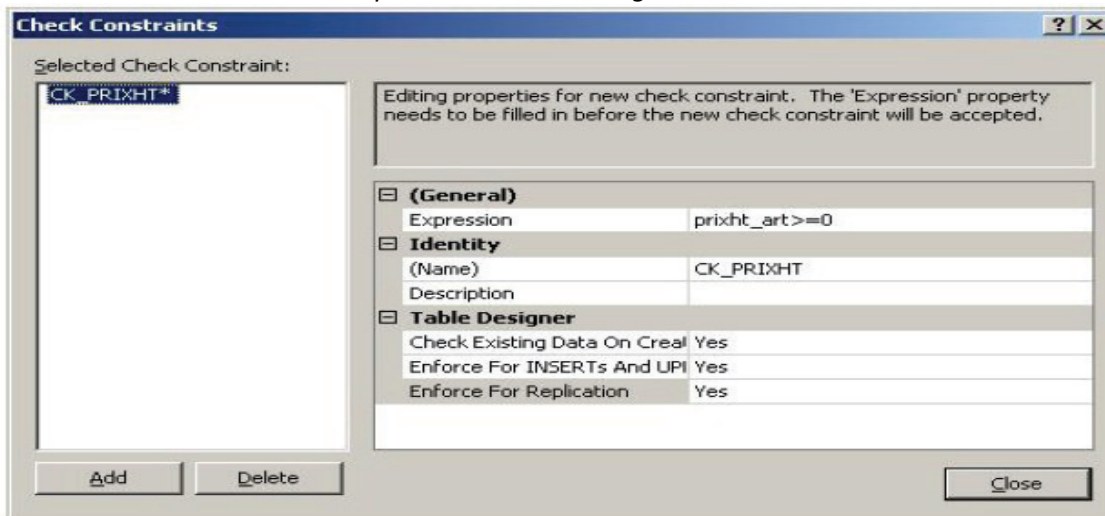 Check Constraints
Selected Check Constraint:
CK_PRIXHT*
Editing properties for new check constraint. The 'Expression' property
needs to be filled in before the new check constraint will be accepted.
(General)
Expression prixht_art>=0
Identity
(Name) CK_PRIXHT
Description
Table Designer
Check Existing Data On Creat Yes
Enforce For INSERTs And UPI Yes
Enforce For Replication Yes
Add Delete
Close